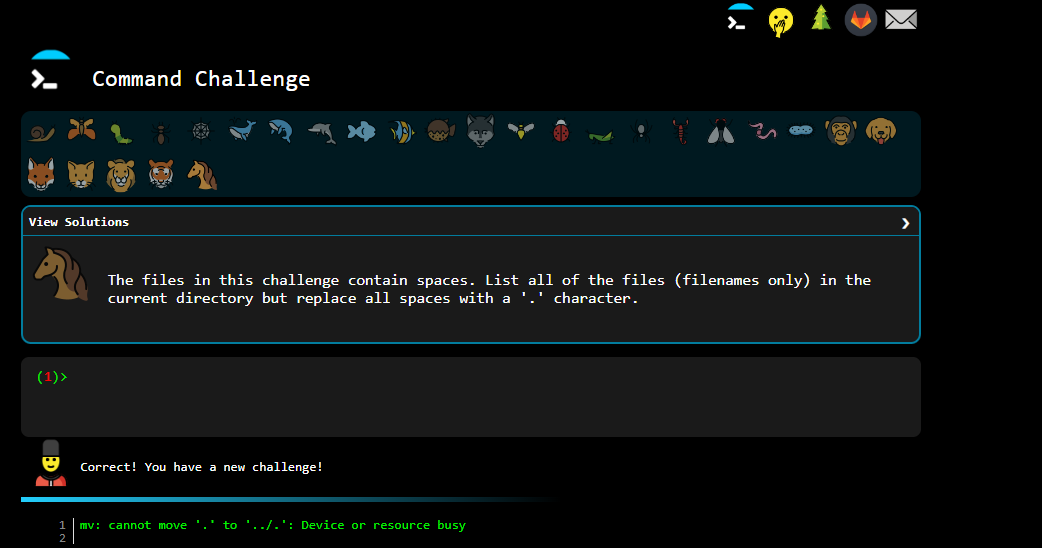 Command Challenge
View Solutions
The files in this challenge contain spaces. List all of the files (filenames only) in the
current directory but replace all spaces with a '.' character.
(1)>
Correct! You have a new challenge!
1 mv: cannot move '.' to '../.': Device or resource busy
2